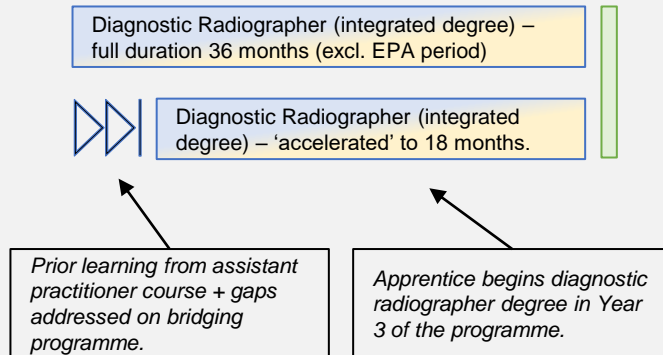 Diagnostic Radiographer (integrated degree) –
full duration 36 months (excl. EPA period)
Diagnostic Radiographer (integrated
degree) – ‘accelerated’ to 18 months.
Prior learning from assistant
practitioner course + gaps
addressed on bridging
programme.
Apprentice begins diagnostic
radiographer degree in Year
3 of the programme.